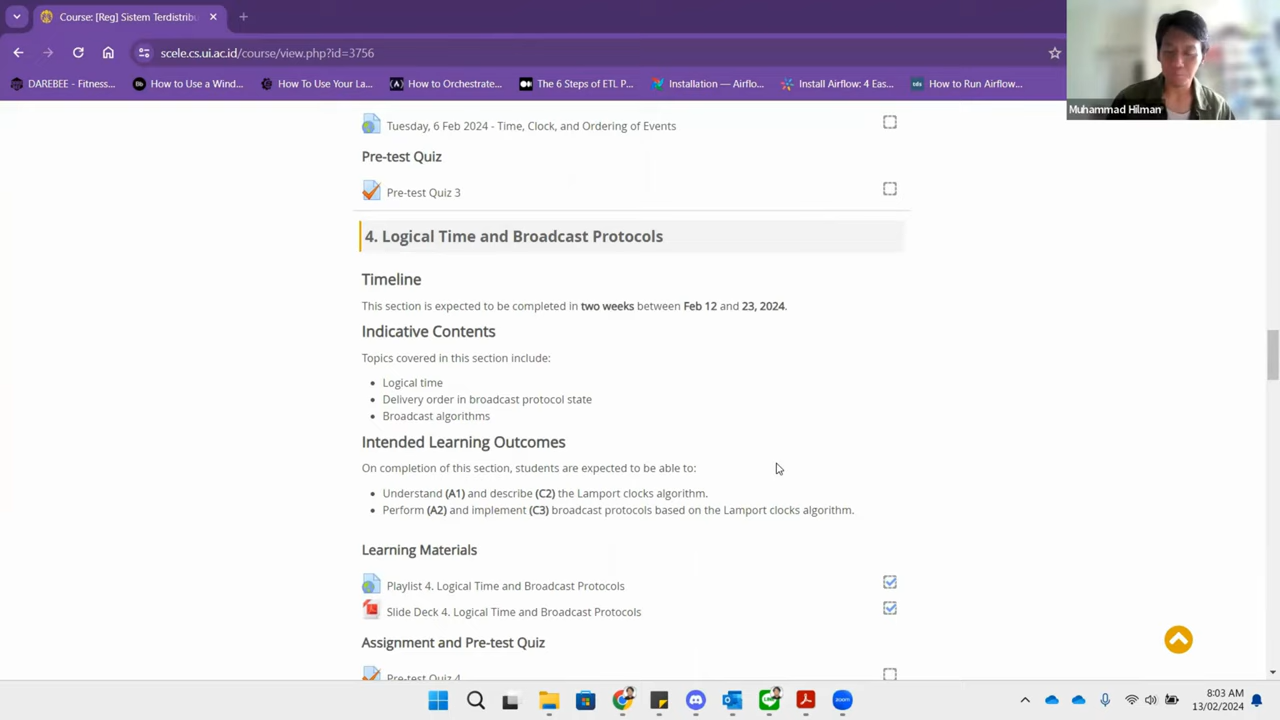 Course: [Reg] Sistem Terdistribu
scele.cs.ui.ac.id/course/view.php?id=3756
DAREBEE - Fitness...
How to Use a Wind...
How To Use Your La...
How to Orchestrate...
The 6 Steps of ETL P...
Installation — Airflo...
Install Airflow: 4 Eas...
How to Run Airflow...
Muhammad Hilman
Tuesday, 6 Feb 2024 - Time, Clock, and Ordering of Events
Pre-test Quiz
Pre-test Quiz 3
4. Logical Time and Broadcast Protocols
Timeline
This section is expected to be completed in two weeks between Feb 12 and 23, 2024.
Indicative Contents
Topics covered in this section include:
Logical time
Delivery order in broadcast protocol state
Broadcast algorithms
Intended Learning Outcomes
On completion of this section, students are expected to be able to:
Understand (A1) and describe (C2) the Lamport clocks algorithm.
Perform (A2) and implement (C3) broadcast protocols based on the Lamport clocks algorithm.
Learning Materials
Playlist 4. Logical Time and Broadcast Protocols
Slide Deck 4. Logical Time and Broadcast Protocols
Assignment and Pre-test Quiz
Pre-test Quiz 4
8:03 AM
13/02/2024